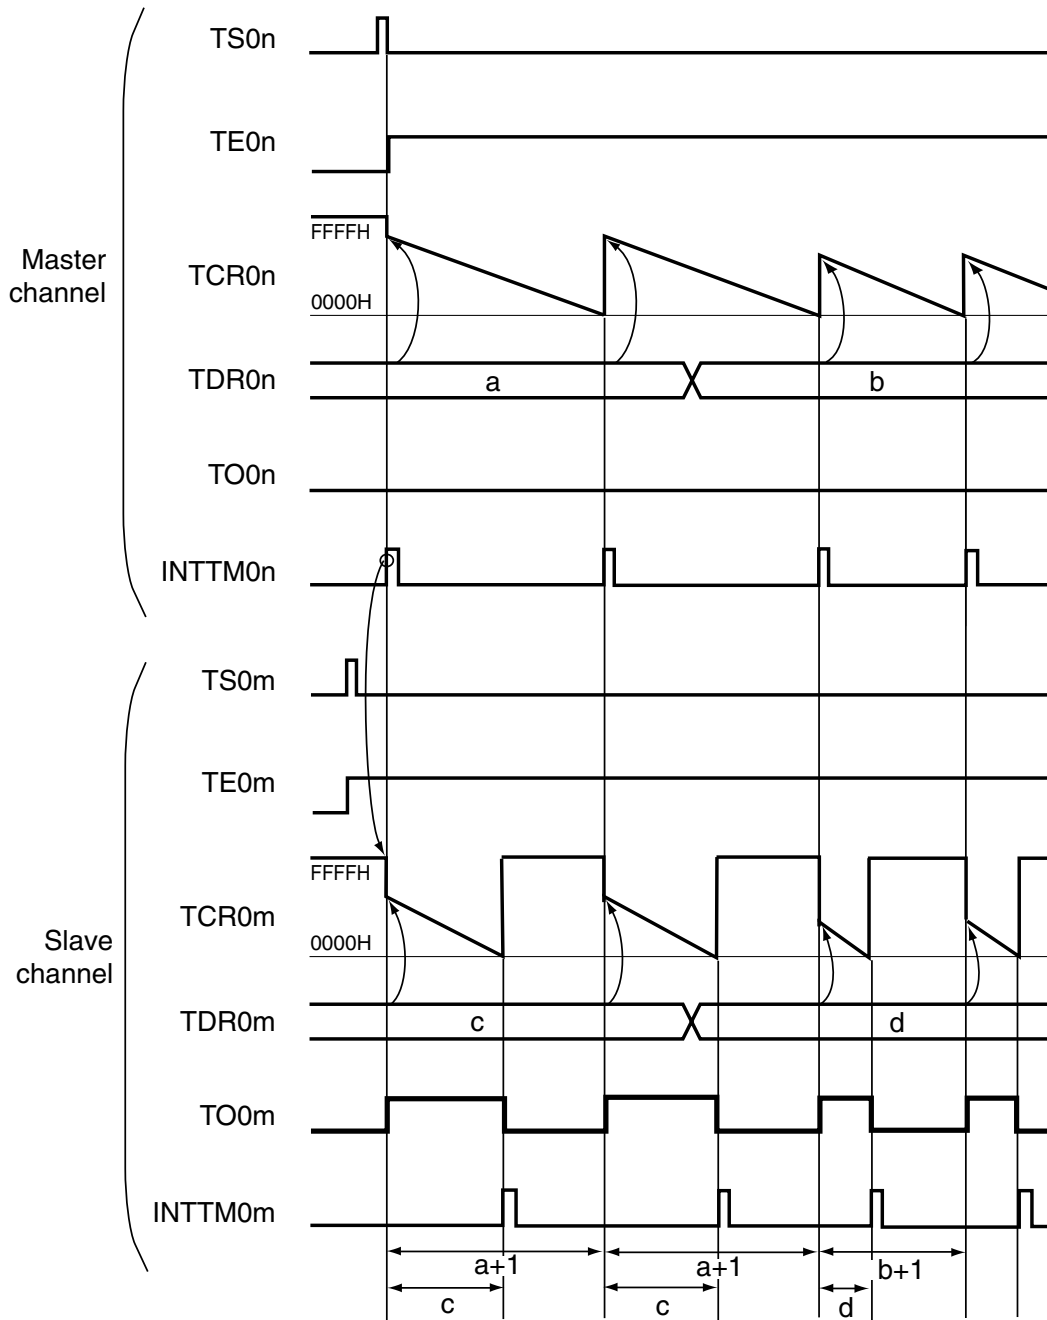 TS0n
TE0n
FFFFH
Master
channel
TCR0n
0000H
TDR0n
a
b
TO0n
INTTM0n
TS0m
TE0m
FFFFH
TCR0m
Slave
channel
0000H
TDR0m
c
d
TO0m
INTTM0m
a+1
a+1
b+1
c
c
d